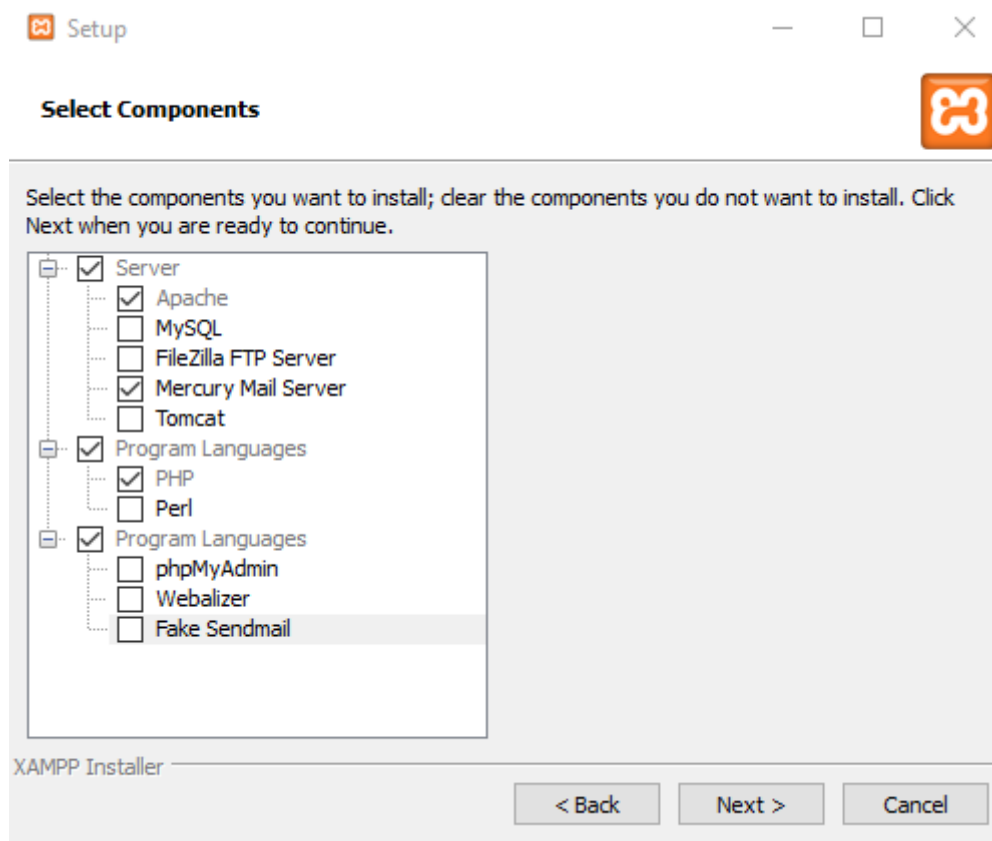 Setup
Select Components
Select the components you want to install; clear the components you do not want to install. Click
Next when you are ready to continue.
Server
Apache
MySQL
FileZilla FTP Server
Mercury Mail Server
Tomcat
Program Languages
PHP
Perl
Program Languages
phpMyAdmin
Webalizer
Fake Sendmail
XAMPP Installer
< Back
Next >
Cancel